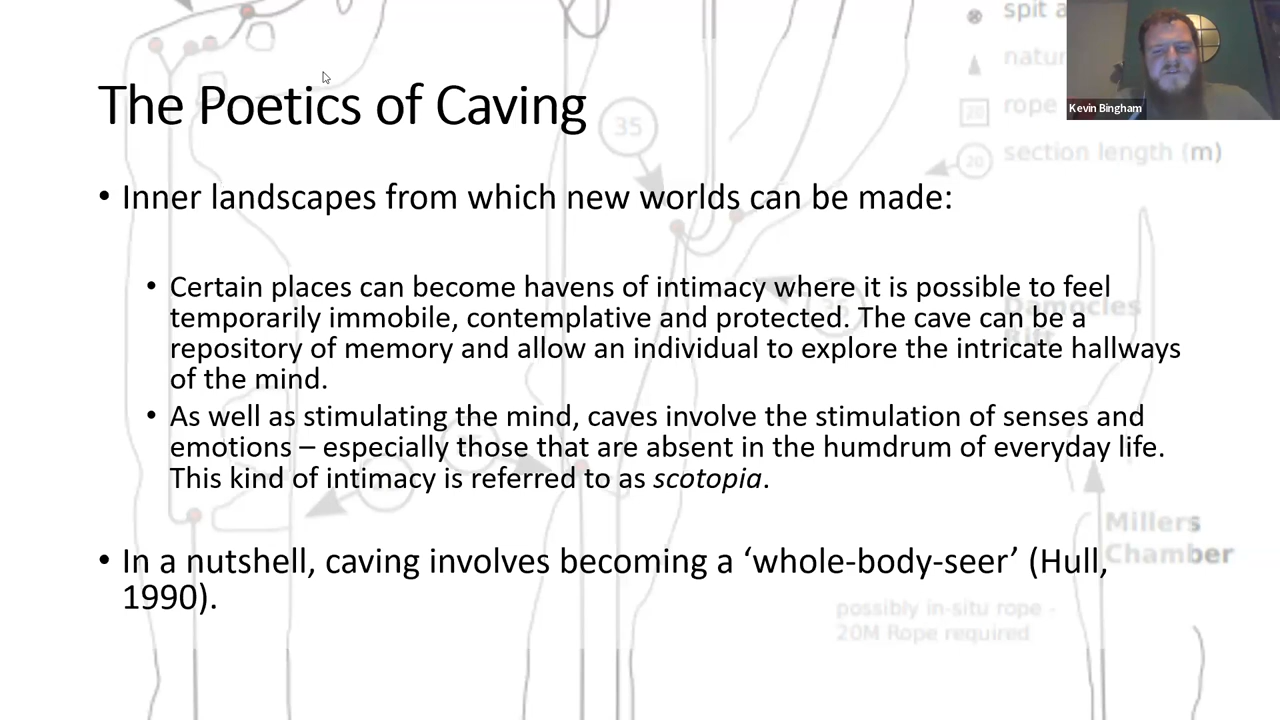 spit a
natur
rope
20
section length (m)
20
Kevin Bingham
The Poetics of Caving
35
• Inner landscapes from which new worlds can be made:
• Certain places can become havens of intimacy where it is possible to feel
temporarily immobile, contemplative and protected. The cave can be a
repository of memory and allow an individual to explore the intricate hallways
of the mind.
Damocles
Rift
• As well as stimulating the mind, caves involve the stimulation of senses and
emotions – especially those that are absent in the humdrum of everyday life.
This kind of intimacy is referred to as scotopia.
Millers
Chamber
• In a nutshell, caving involves becoming a ‘whole-body-seer’ (Hull,
1990).
possibly in-situ rope -
20M Rope required